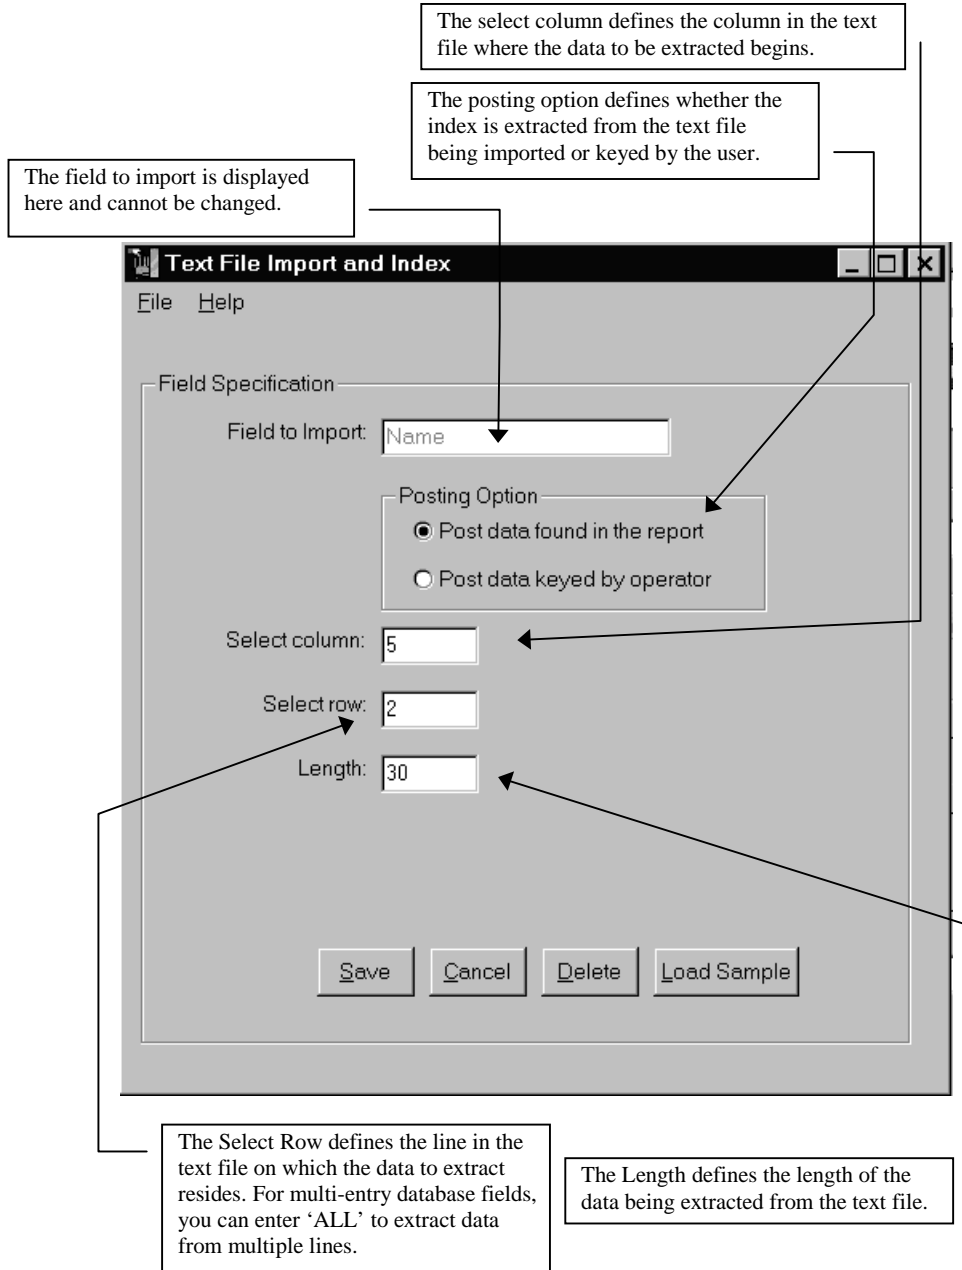 The select column defines the column in the text
file where the data to be extracted begins.
The posting option defines whether the
index is extracted from the text file
being imported or keyed by the user.
The field to import is displayed
here and cannot be changed.
Text File Import and Index
File Help
Field Specification
Field to Import: Name
Posting Option
Post data found in the report
Post data keyed by operator
Select column: 5
Select row: 2
Length: 30
Save Cancel Delete Load Sample
The Select Row defines the line in the
text file on which the data to extract
resides. For multi-entry database fields,
you can enter ‘ALL’ to extract data
from multiple lines.
The Length defines the length of the
data being extracted from the text file.